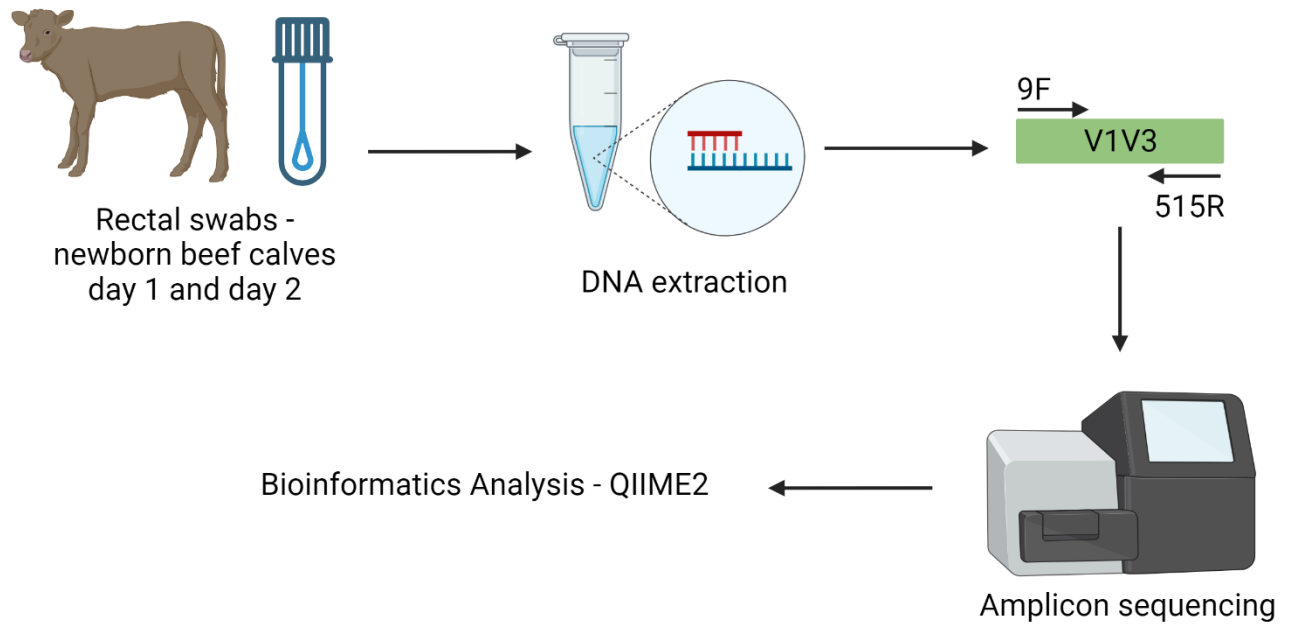 Rectal swabs -
newborn beef calves
day 1 and day 2
DNA extraction
9F
V1V3
515R
Amplicon sequencing
Bioinformatics Analysis - QIIME2